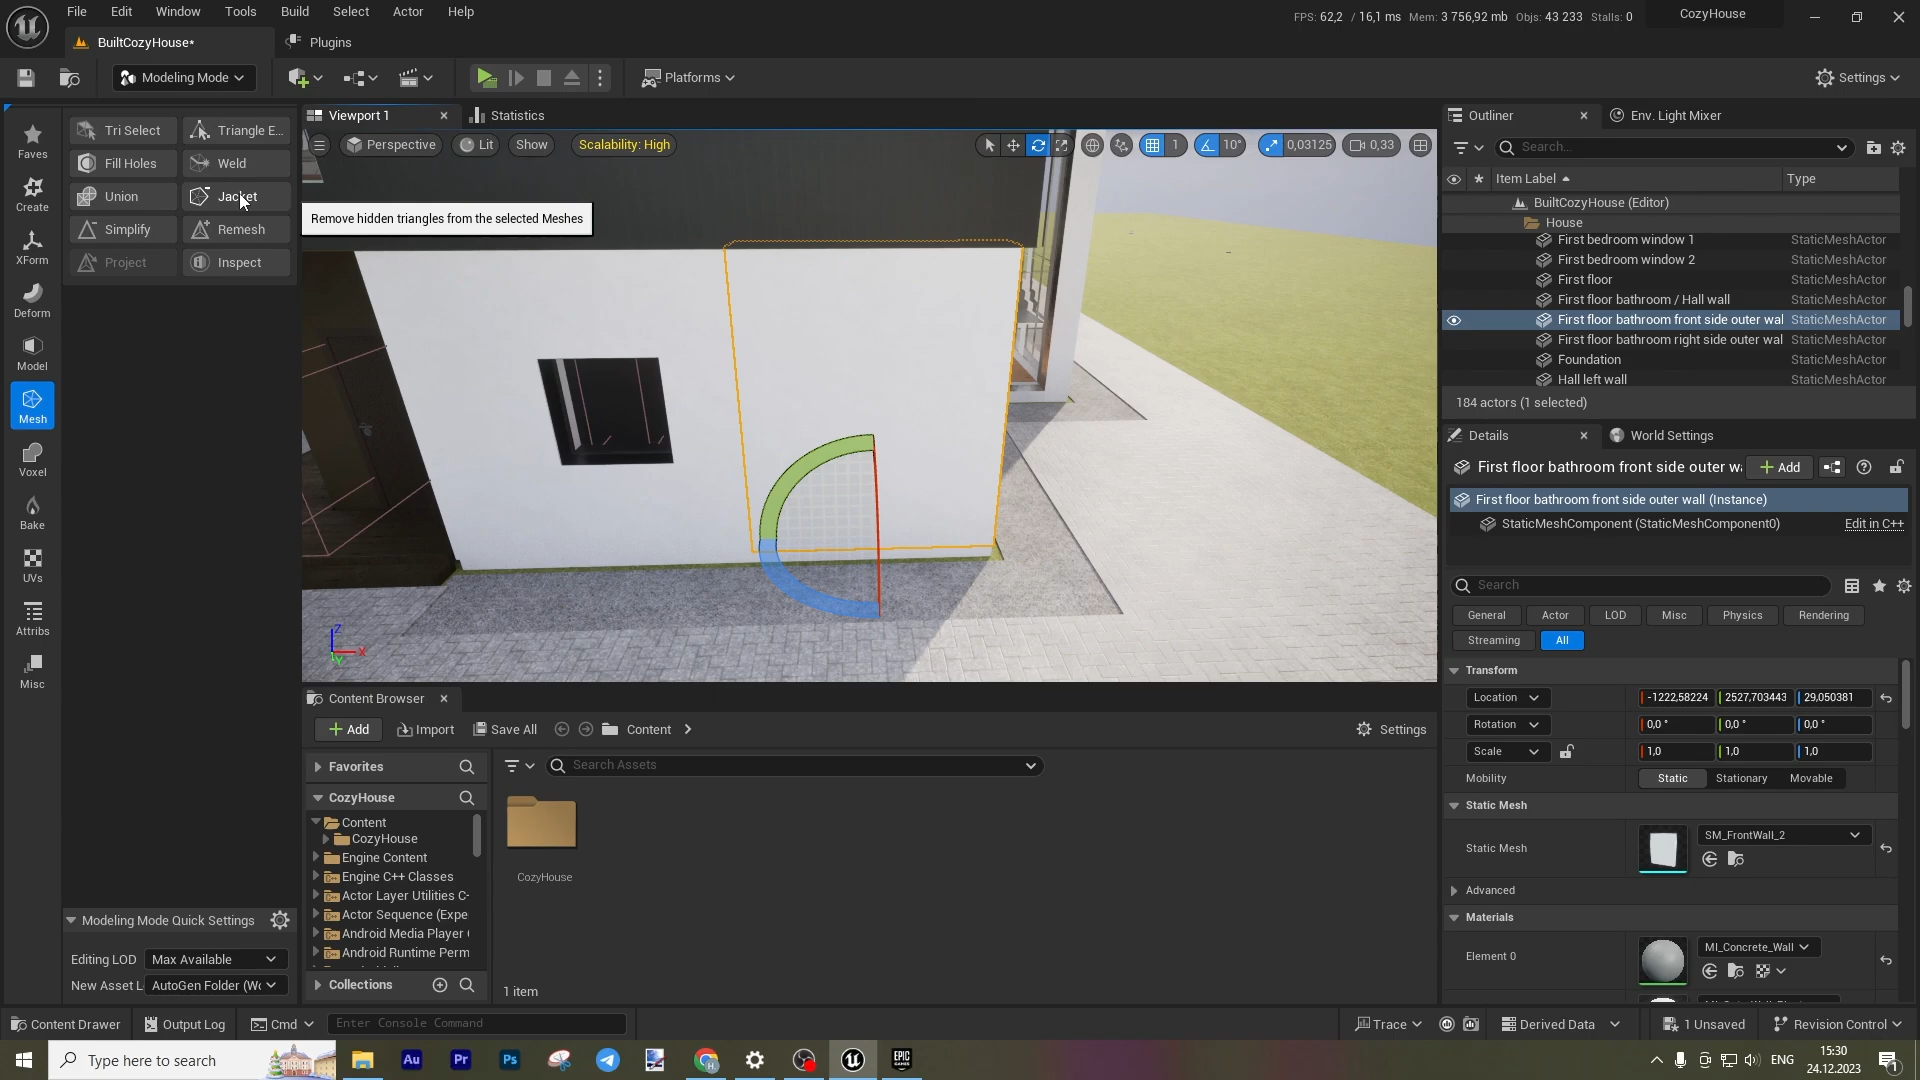 File Edit Window Tools Build Select Actor Help
FPS: 62,2 / 16,1 ms Mem: 3 756,92 mb Objs: 43 233 Stalls: 0 CozyHouse
BuiltCozyHouse* Plugins
Modeling Mode Platforms Settings
Viewport 1 Statistics Outliner Env. Light Mixer
Tri Select Triangle E...
Faves
Perspective Lit Show Scalability: High 1 10° 0,03125 0,33
Search...
Fill Holes Weld
Item Label Type
Union Jacket
Create
BuiltCozyHouse (Editor)
Remove hidden triangles from the selected Meshes
House
Simplify Remesh
First bedroom window 1 StaticMeshActor
XForm
Project Inspect
First bedroom window 2 StaticMeshActor
First floor StaticMeshActor
First floor bathroom / Hall wall StaticMeshActor
Deform
First floor bathroom front side outer wal StaticMeshActor
First floor bathroom right side outer wal StaticMeshActor
Foundation StaticMeshActor
Model
Hall left wall StaticMeshActor
184 actors (1 selected)
Mesh
Details World Settings
First floor bathroom front side outer wa Add
Voxel
First floor bathroom front side outer wall (Instance)
StaticMeshComponent (StaticMeshComponent0) Edit in C++
Bake
UVs
Search
General Actor LOD Misc Physics Rendering
Attribs
Streaming All
Z
X
Y
Transform
Misc
Content Browser
Location -1222,58224 2527,703443 29,050381
Add Import Save All Content Settings
Rotation 0,0 ° 0,0 ° 0,0 °
Scale 1,0 1,0 1,0
Favorites Search Assets
Mobility Static Stationary Movable
CozyHouse
Static Mesh
Content
SM_FrontWall_2
CozyHouse
Static Mesh
Engine Content
Engine C++ Classes
CozyHouse
Actor Layer Utilities C-
Advanced
Actor Sequence (Expe
Materials
Modeling Mode Quick Settings
Android Media Player
Android Runtime Perm
MI_Concrete_Wall
Element 0
Editing LOD Max Available
New Asset L AutoGen Folder (Wo
Collections
1 item
Content Drawer Output Log Cmd Enter Console Command Trace Derived Data 1 Unsaved Revision Control
Type here to search Au Pr Ps EPIC GAMES ENG 15:30
24.12.2023 1